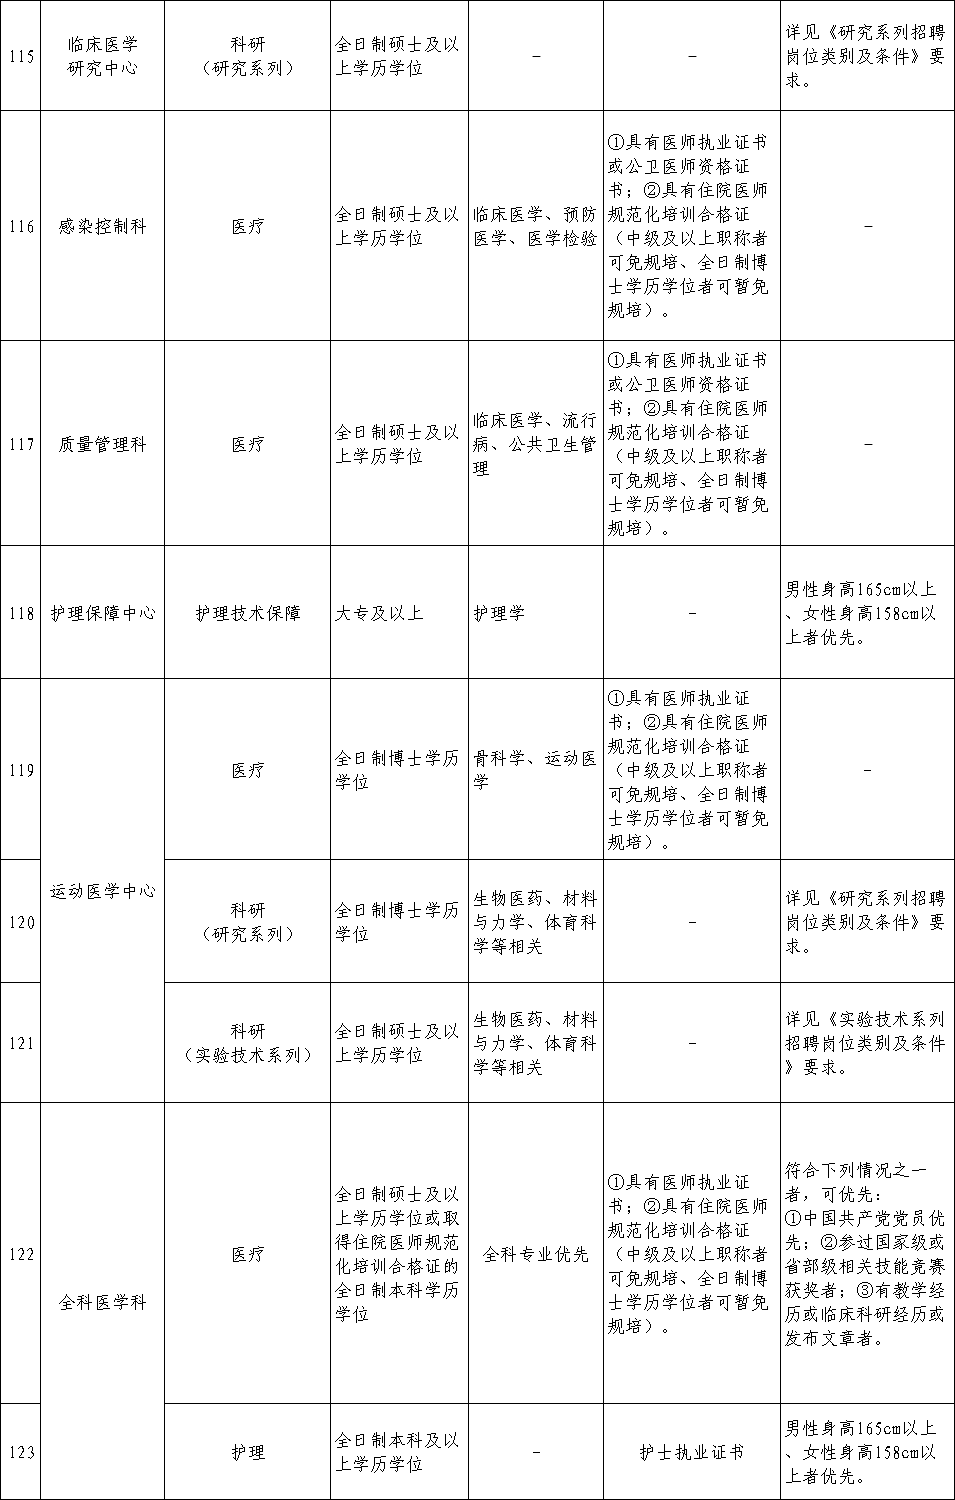 115
临床医学
研究中心
科研
（研究系列）
全日制硕士及以
上学历学位
-
-
详见《研究系列招聘
岗位类别及条件》要
求。
116
感染控制科
医疗
全日制硕士及以
上学历学位
临床医学、预防
医学、医学检验
①具有医师执业证书
或公卫医师资格证
书；②具有住院医师
规范化培训合格证
（中级及以上职称者
可免规培、全日制博
士学历学位者可暂免
规培）。
-
117
质量管理科
医疗
全日制硕士及以
上学历学位
临床医学、流行
病、公共卫生管
理
①具有医师执业证书
或公卫医师资格证
书；②具有住院医师
规范化培训合格证
（中级及以上职称者
可免规培、全日制博
士学历学位者可暂免
规培）。
-
118
护理保障中心
护理技术保障
大专及以上
护理学
-
男性身高165cm以上
、女性身高158cm以
上者优先。
119
运动医学中心
医疗
全日制博士学历
学位
骨科学、运动医
学
①具有医师执业证
书；②具有住院医师
规范化培训合格证
（中级及以上职称者
可免规培、全日制博
士学历学位者可暂免
规培）。
-
120
科研
（研究系列）
全日制博士学历
学位
生物医药、材料
与力学、体育科
学等相关
-
详见《研究系列招聘
岗位类别及条件》要
求。
121
科研
（实验技术系列）
全日制硕士及以
上学历学位
生物医药、材料
与力学、体育科
学等相关
-
详见《实验技术系列
招聘岗位类别及条件
》要求。
122
全科医学科
医疗
全日制硕士及以
上学历学位或取
得住院医师规范
化培训合格证的
全日制本科学历
学位
全科专业优先
①具有医师执业证
书；②具有住院医师
规范化培训合格证
（中级及以上职称者
可免规培、全日制博
士学历学位者可暂免
规培）。
符合下列情况之一
者，可优先：
①中国共产党党员优
先；②参过国家级或
省部级相关技能竞赛
获奖者；③有教学经
历或临床科研经历或
发布文章者。
123
护理
全日制本科及以
上学历学位
-
护士执业证书
男性身高165cm以上
、女性身高158cm以
上者优先。